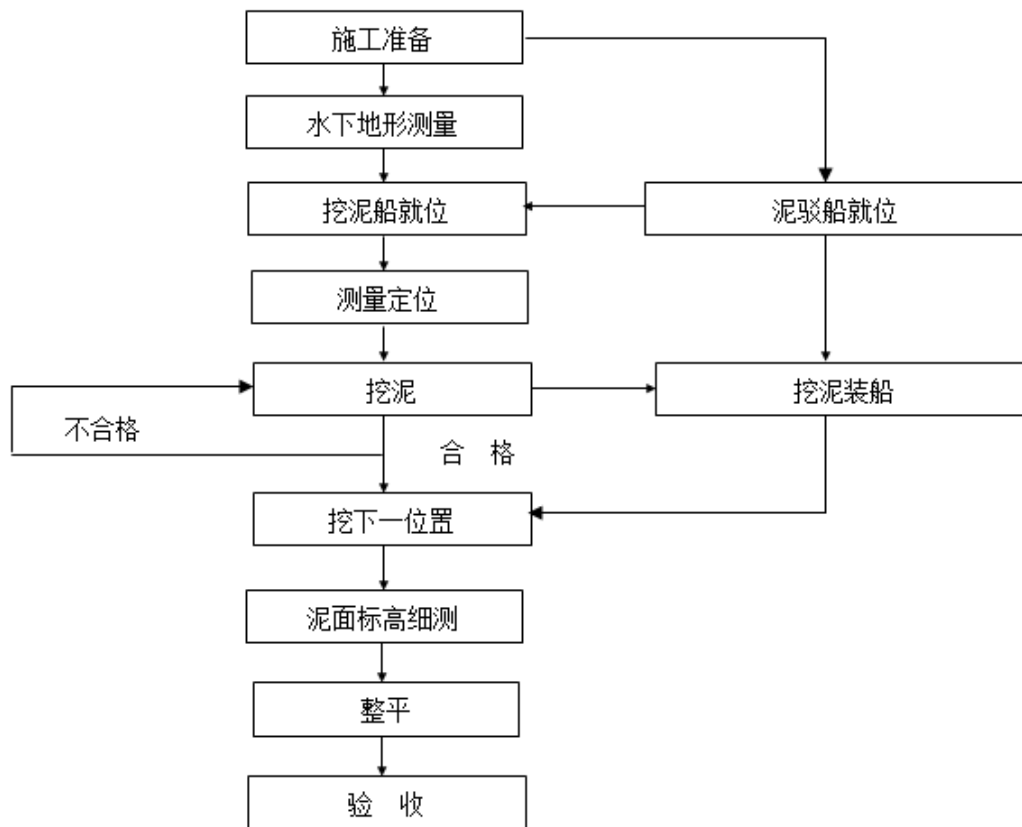 施工准备
水下地形测量
挖泥船就位
泥驳船就位
测量定位
挖泥
挖泥装船
不合格
合 格
挖下一位置
泥面标高细测
整平
验 收